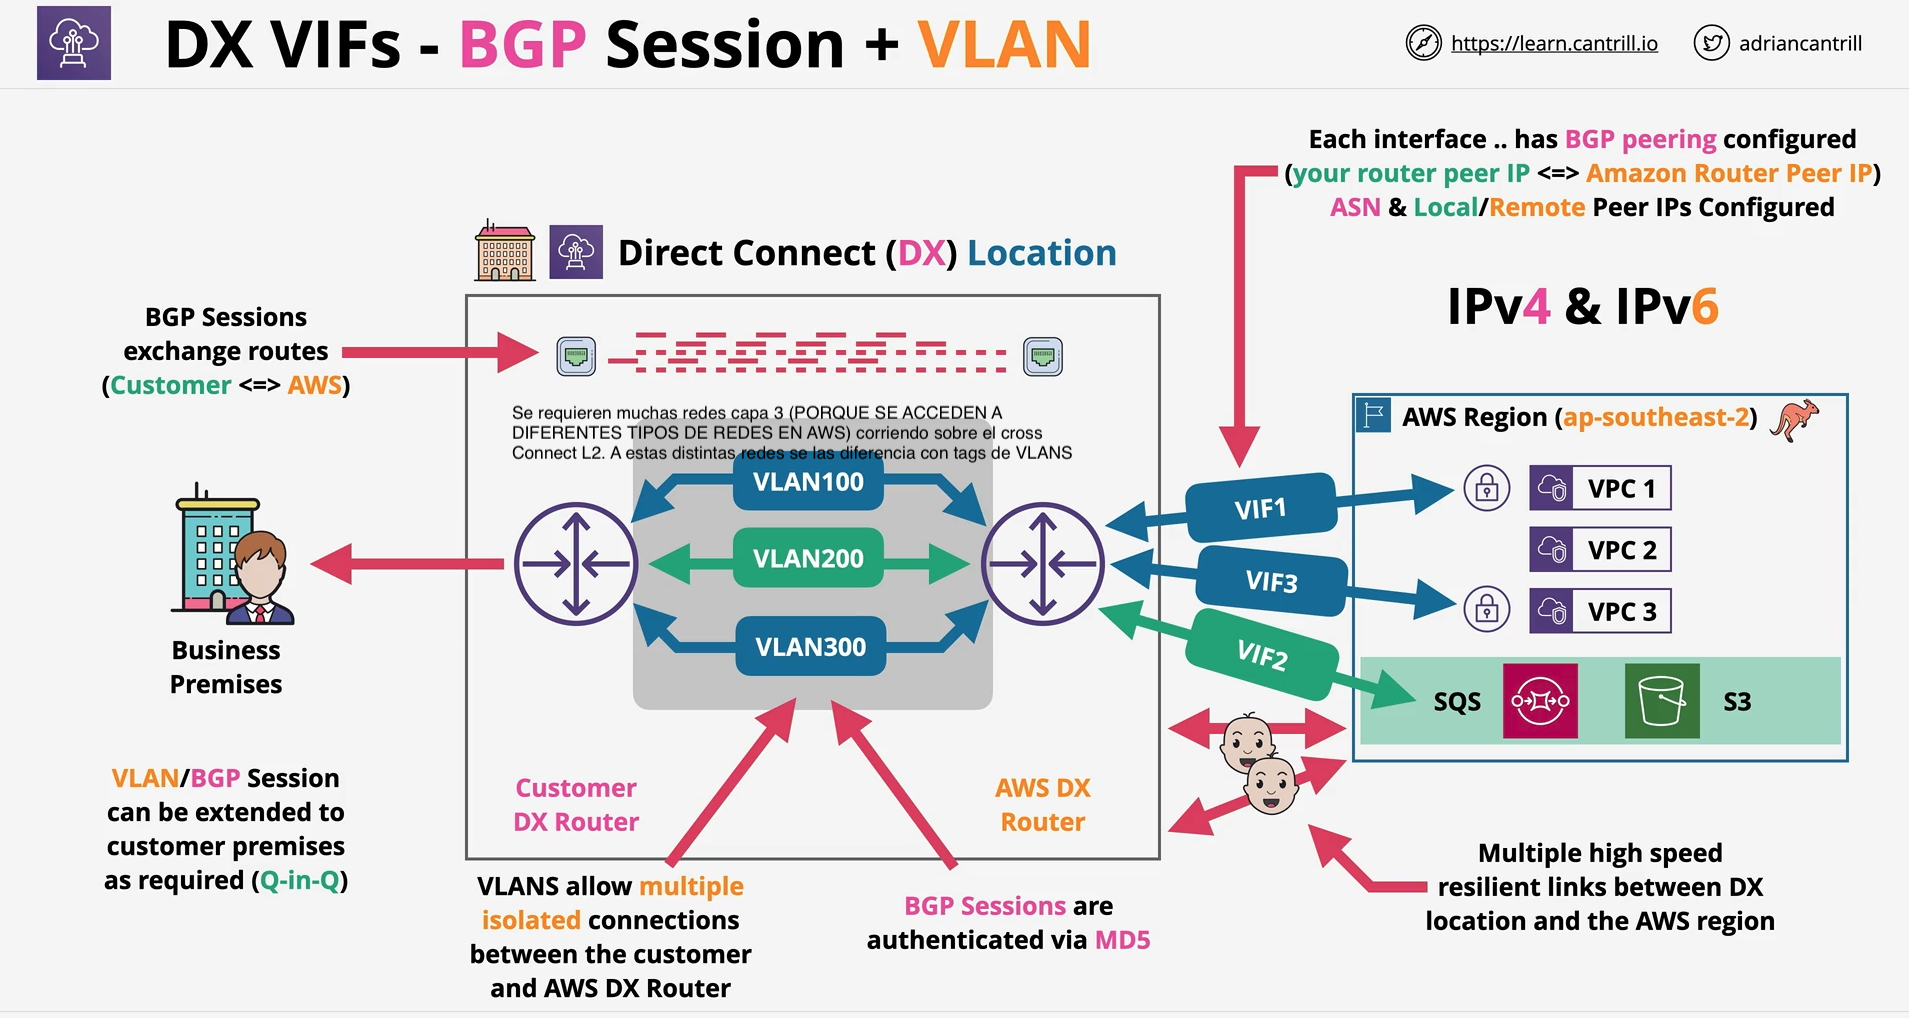 DX VIFs - BGP Session + VLAN
https://learn.cantrill.io
adriancantrill
Each interface .. has BGP peering configured
(your router peer IP <=> Amazon Router Peer IP)
ASN & Local/Remote Peer IPs Configured
Direct Connect (DX) Location
IPv4 & IPv6
BGP Sessions
exchange routes
(Customer <=> AWS)
Se requieren muchas redes capa 3 (PORQUE SE ACCEDEN A
DIFERENTES TIPOS DE REDES EN AWS) corriendo sobre el cross
Connect L2. A estas distintas redes se las diferencia con tags de VLANS
AWS Region (ap-southeast-2)
VLAN100
VLAN200
VLAN300
VIF1
VIF3
VIF2
VPC 1
VPC 2
VPC 3
SQS
S3
Business
Premises
Customer
DX Router
AWS DX
Router
VLAN/BGP Session
can be extended to
customer premises
as required (Q-in-Q)
VLANS allow multiple
isolated connections
between the customer
and AWS DX Router
BGP Sessions are
authenticated via MD5
Multiple high speed
resilient links between DX
location and the AWS region